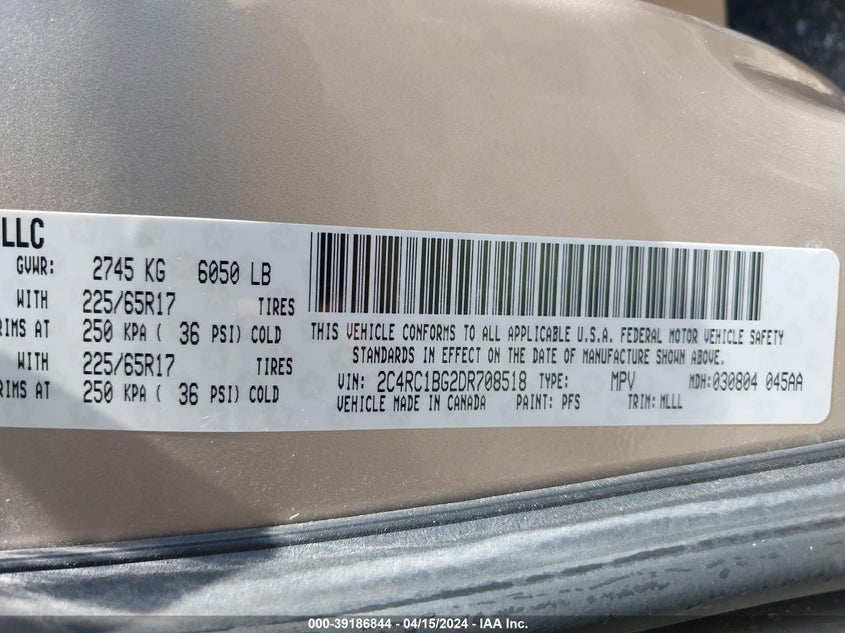 LLC
GVWR: 2745 KG 6050 LB
WITH 225/65R17 TIRES
RIMS AT 250 KPA ( 36 PSI) COLD
WITH 225/65R17 TIRES
RIMS AT 250 KPA ( 36 PSI) COLD
THIS VEHICLE CONFORMS TO ALL APPLICABLE U.S.A. FEDERAL MOTOR VEHICLE SAFETY
STANDARDS IN EFFECT ON THE DATE OF MANUFACTURE SHOWN ABOVE.
VIN: 2C4RC1BG2DR708518 TYPE: MPV MDH: 030804 045AA
VEHICLE MADE IN CANADA PAINT: PFS TRIM: MLLL
000-39186844 - 04/15/2024 - IAA Inc.